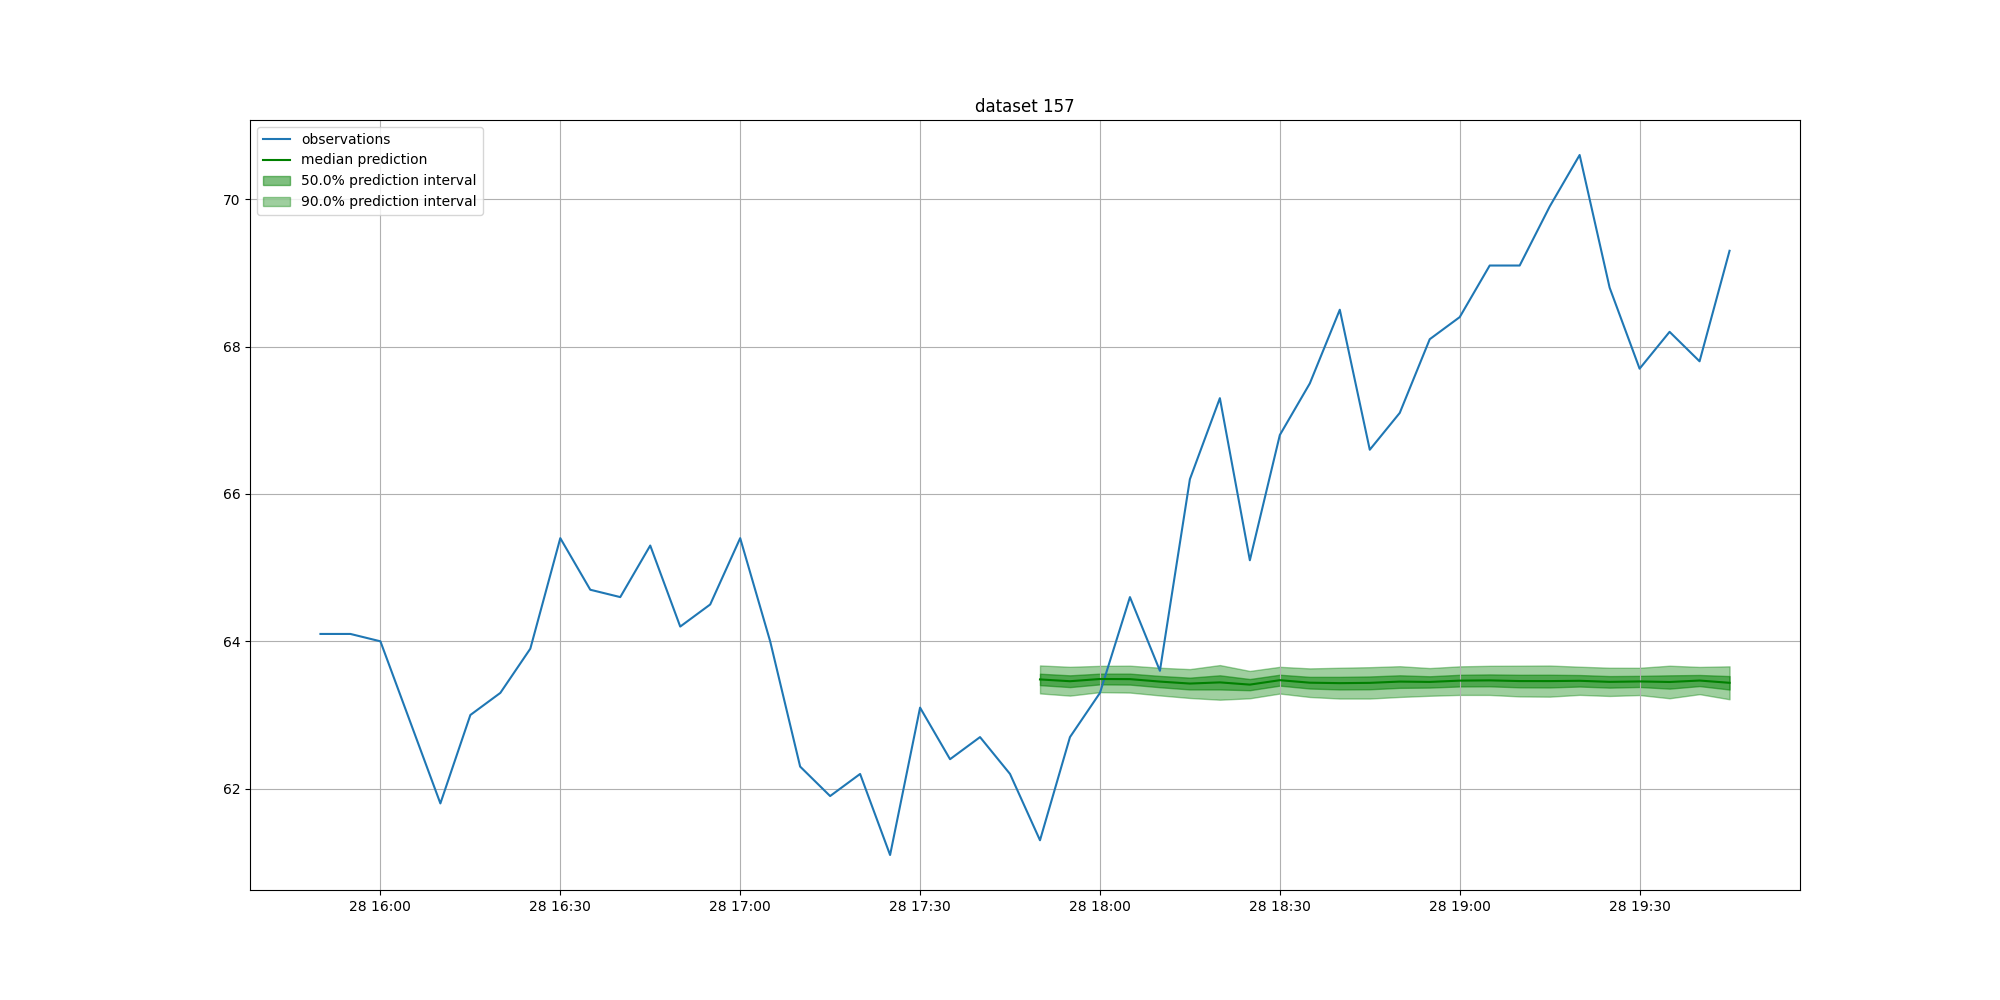 dataset 157
observations
median prediction
50.0% prediction interval
90.0% prediction interval
70
68
66
64
62
28 16:00
28 16:30
28 17:00
28 17:30
28 18:00
28 18:30
28 19:00
28 19:30